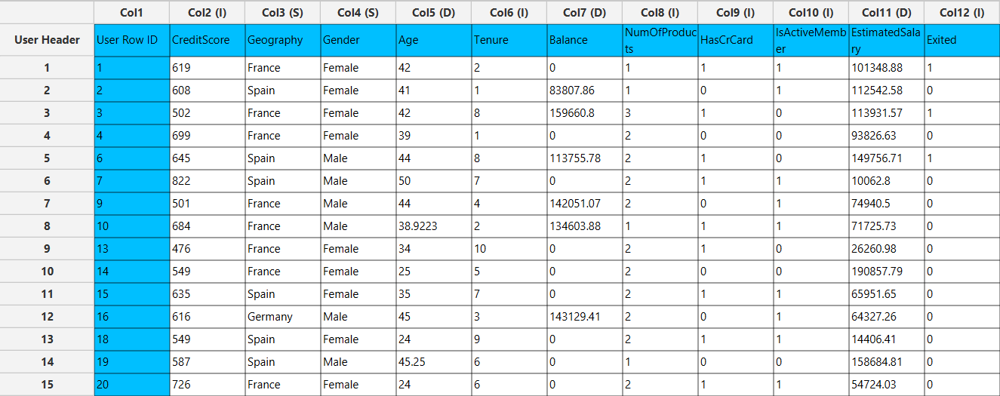 Col1 Col2 (I) Col3 (S) Col4 (S) Col5 (D) Col6 (I) Col7 (D) Col8 (I) Col9 (I) Col10 (I) Col11 (D) Col12 (I)
User Header User Row ID CreditScore Geography Gender Age Tenure Balance NumOfProduc HasCrCard IsActiveMemb EstimatedSala Exited
ts er ry
1 1 619 France Female 42 2 0 1 1 1 101348.88 1
2 2 608 Spain Female 41 1 83807.86 1 0 1 112542.58 0
3 3 502 France Female 42 8 159660.8 3 1 0 113931.57 1
4 4 699 France Female 39 1 0 2 0 0 93826.63 0
5 6 645 Spain Male 44 8 113755.78 2 1 0 149756.71 1
6 7 822 Spain Male 50 7 0 2 1 1 10062.8 0
7 9 501 France Male 44 4 142051.07 2 0 1 74940.5 0
8 10 684 France Male 38.9223 2 134603.88 1 1 1 71725.73 0
9 13 476 France Female 34 10 0 2 1 0 26260.98 0
10 14 549 France Female 25 5 0 2 0 0 190857.79 0
11 15 635 Spain Female 35 7 0 2 1 1 65951.65 0
12 16 616 Germany Male 45 3 143129.41 2 0 1 64327.26 0
13 18 549 Spain Female 24 9 0 2 1 1 14406.41 0
14 19 587 Spain Male 45.25 6 0 1 0 0 158684.81 0
15 20 726 France Female 24 6 0 2 1 1 54724.03 0